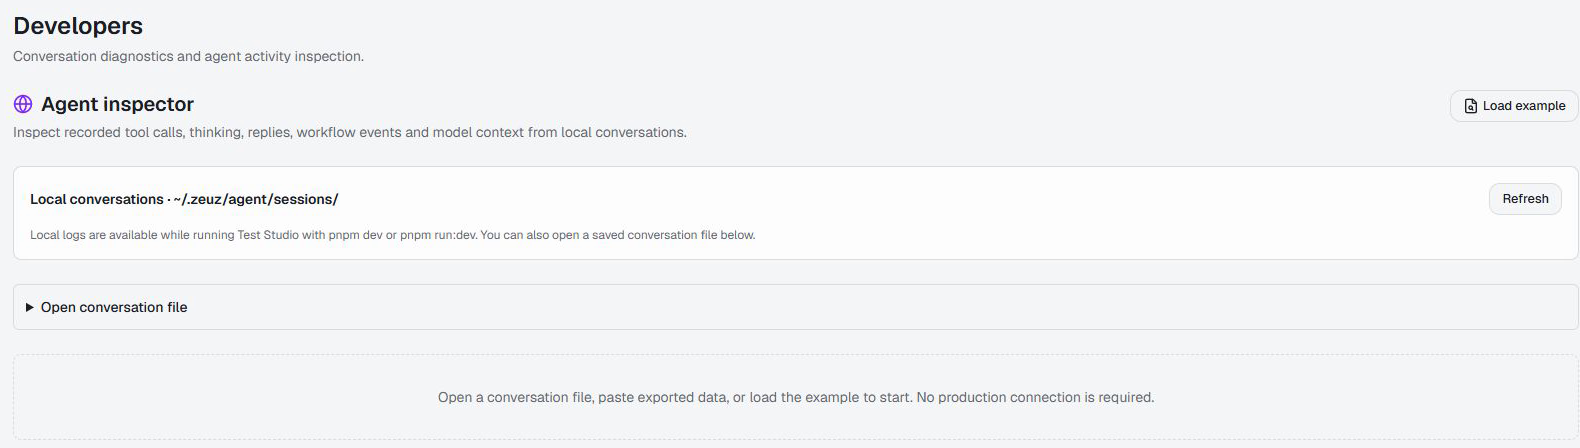 Developers
Conversation diagnostics and agent activity inspection.
Agent inspector
Load example
Inspect recorded tool calls, thinking, replies, workflow events and model context from local conversations.
Local conversations · ~/.zeuz/agent/sessions/
Refresh
Local logs are available while running Test Studio with pnpm dev or pnpm run:dev. You can also open a saved conversation file below.
Open conversation file
Open a conversation file, paste exported data, or load the example to start. No production connection is required.